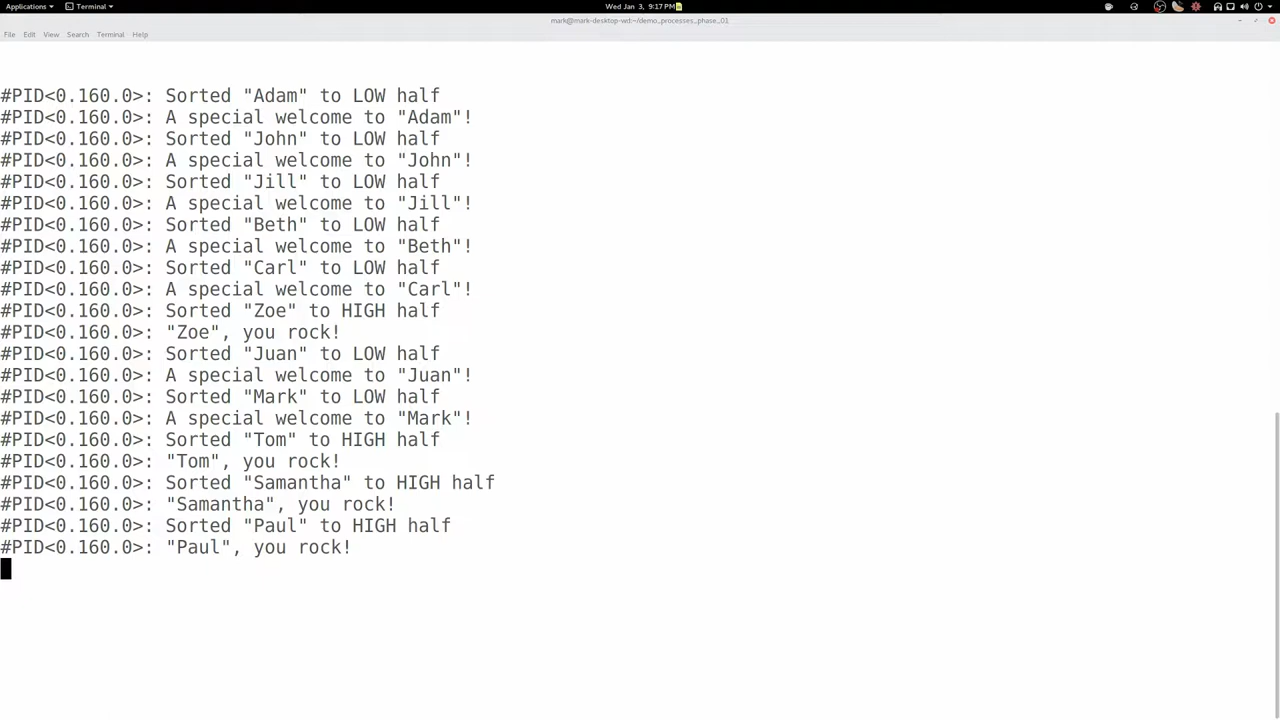 Applications Terminal Wed Jan 3, 9:17 PM
mark@mark-desktop-wd:~/demo_processes_phase_01
File Edit View Search Terminal Help
#PID<0.160.0>: Sorted "Adam" to LOW half
#PID<0.160.0>: A special welcome to "Adam"!
#PID<0.160.0>: Sorted "John" to LOW half
#PID<0.160.0>: A special welcome to "John"!
#PID<0.160.0>: Sorted "Jill" to LOW half
#PID<0.160.0>: A special welcome to "Jill"!
#PID<0.160.0>: Sorted "Beth" to LOW half
#PID<0.160.0>: A special welcome to "Beth"!
#PID<0.160.0>: Sorted "Carl" to LOW half
#PID<0.160.0>: A special welcome to "Carl"!
#PID<0.160.0>: Sorted "Zoe" to HIGH half
#PID<0.160.0>: "Zoe", you rock!
#PID<0.160.0>: Sorted "Juan" to LOW half
#PID<0.160.0>: A special welcome to "Juan"!
#PID<0.160.0>: Sorted "Mark" to LOW half
#PID<0.160.0>: A special welcome to "Mark"!
#PID<0.160.0>: Sorted "Tom" to HIGH half
#PID<0.160.0>: "Tom", you rock!
#PID<0.160.0>: Sorted "Samantha" to HIGH half
#PID<0.160.0>: "Samantha", you rock!
#PID<0.160.0>: Sorted "Paul" to HIGH half
#PID<0.160.0>: "Paul", you rock!